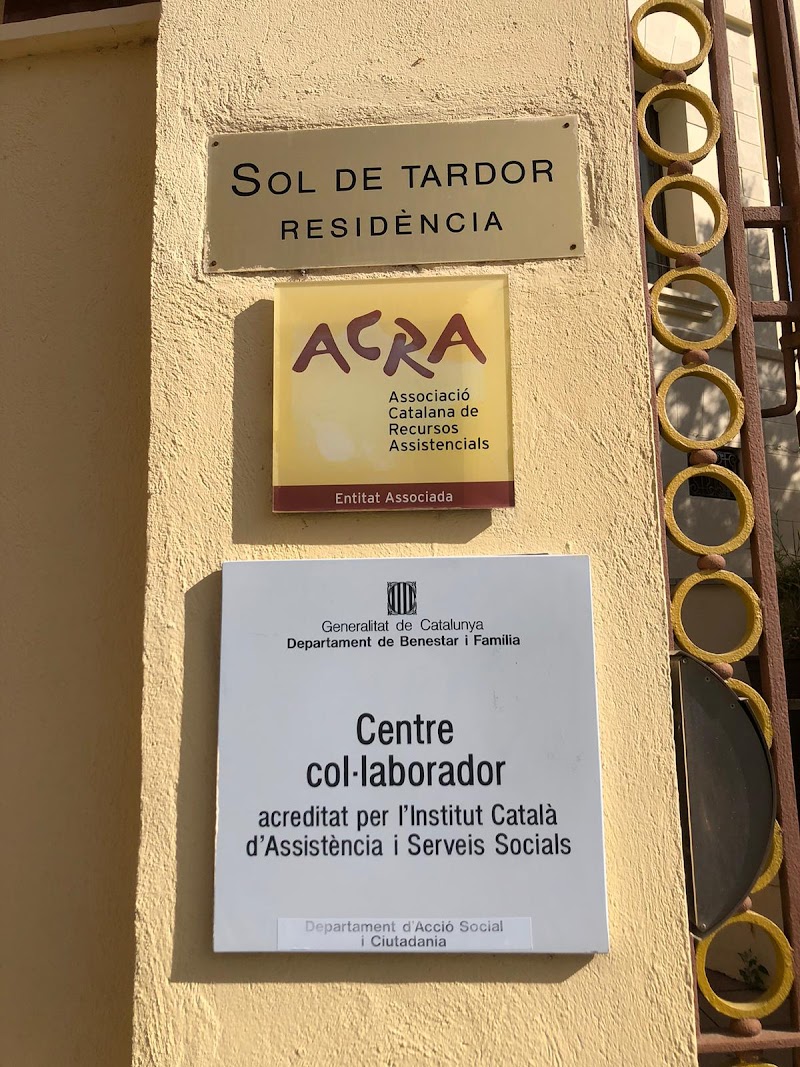 SOL DE TARDOR
RESIDÈNCIA
ACRA
Associació
Catalana de
Recursos
Assistencials
Entitat Associada
Generalitat de Catalunya
Departament de Benestar i Família
Centre
col·laborador
acreditat per l'Institut Català
d'Assistència i Serveis Socials
Departament d'Acció Social
i Ciutadania